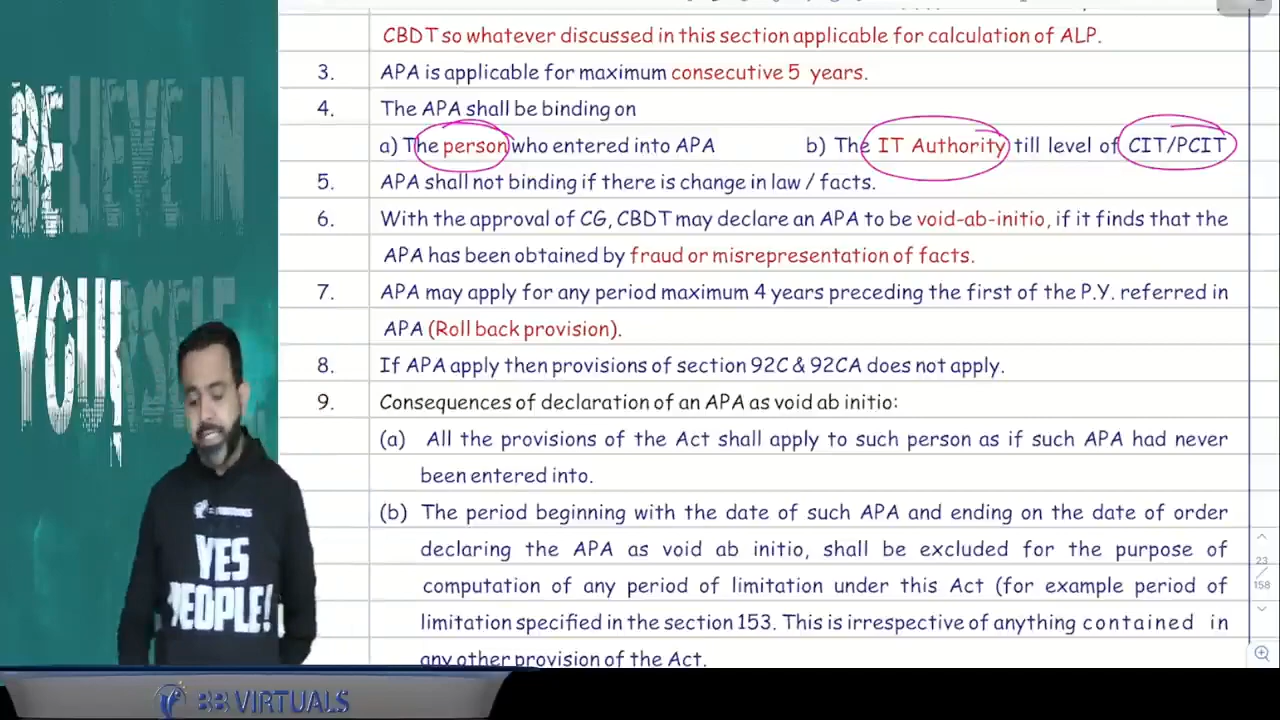 CBDT so whatever discussed in this section applicable for calculation of ALP.
3. APA is applicable for maximum consecutive 5 years.
4. The APA shall be binding on
a) The person who entered into APA b) The IT Authority till level of CIT/PCIT
5. APA shall not binding if there is change in law / facts.
6. With the approval of CG, CBDT may declare an APA to be void-ab-initio, if it finds that the
APA has been obtained by fraud or misrepresentation of facts.
7. APA may apply for any period maximum 4 years preceding the first of the P.Y. referred in
APA (Roll back provision).
8. If APA apply then provisions of section 92C & 92CA does not apply.
9. Consequences of declaration of an APA as void ab initio:
(a) All the provisions of the Act shall apply to such person as if such APA had never
been entered into.
(b) The period beginning with the date of such APA and ending on the date of order
declaring the APA as void ab initio, shall be excluded for the purpose of
computation of any period of limitation under this Act (for example period of
limitation specified in the section 153. This is irrespective of anything contained in
any other provision of the Act.
23
/
158
BELIEVE IN
YOURSELF
YES
PEOPLE!
BB VIRTUALS